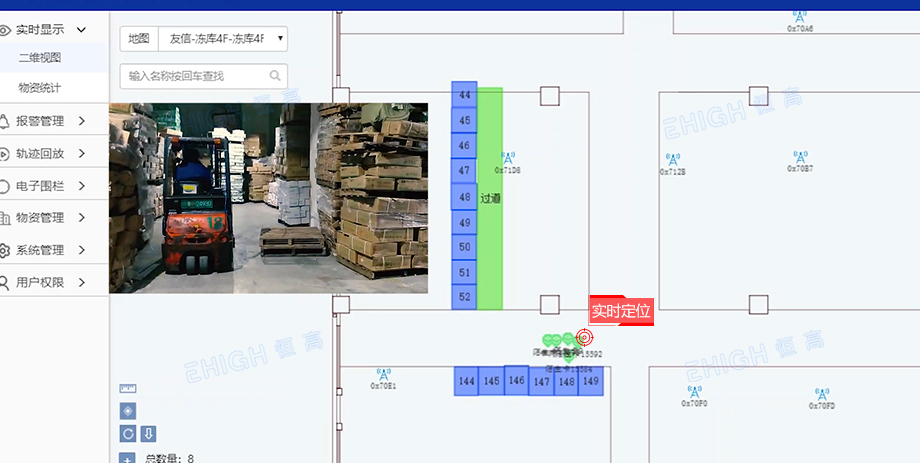 实时显示
二维视图
物资统计
报警管理
轨迹回放
电子围栏
物资管理
系统管理
用户权限
地图
友信-冻库4F-冻库4F
输入名称按回车查找
18
44
45
46
47
48
49
50
51
52
过道
0x71D8
0x70A6
0x712B
0x70B7
EHIGH 恒高
EHIGH 恒高
EHIGH 恒高
实时定位
144
145
146
147
148
149
0x70E1
0x70F0
0x70FD
总数量: 8